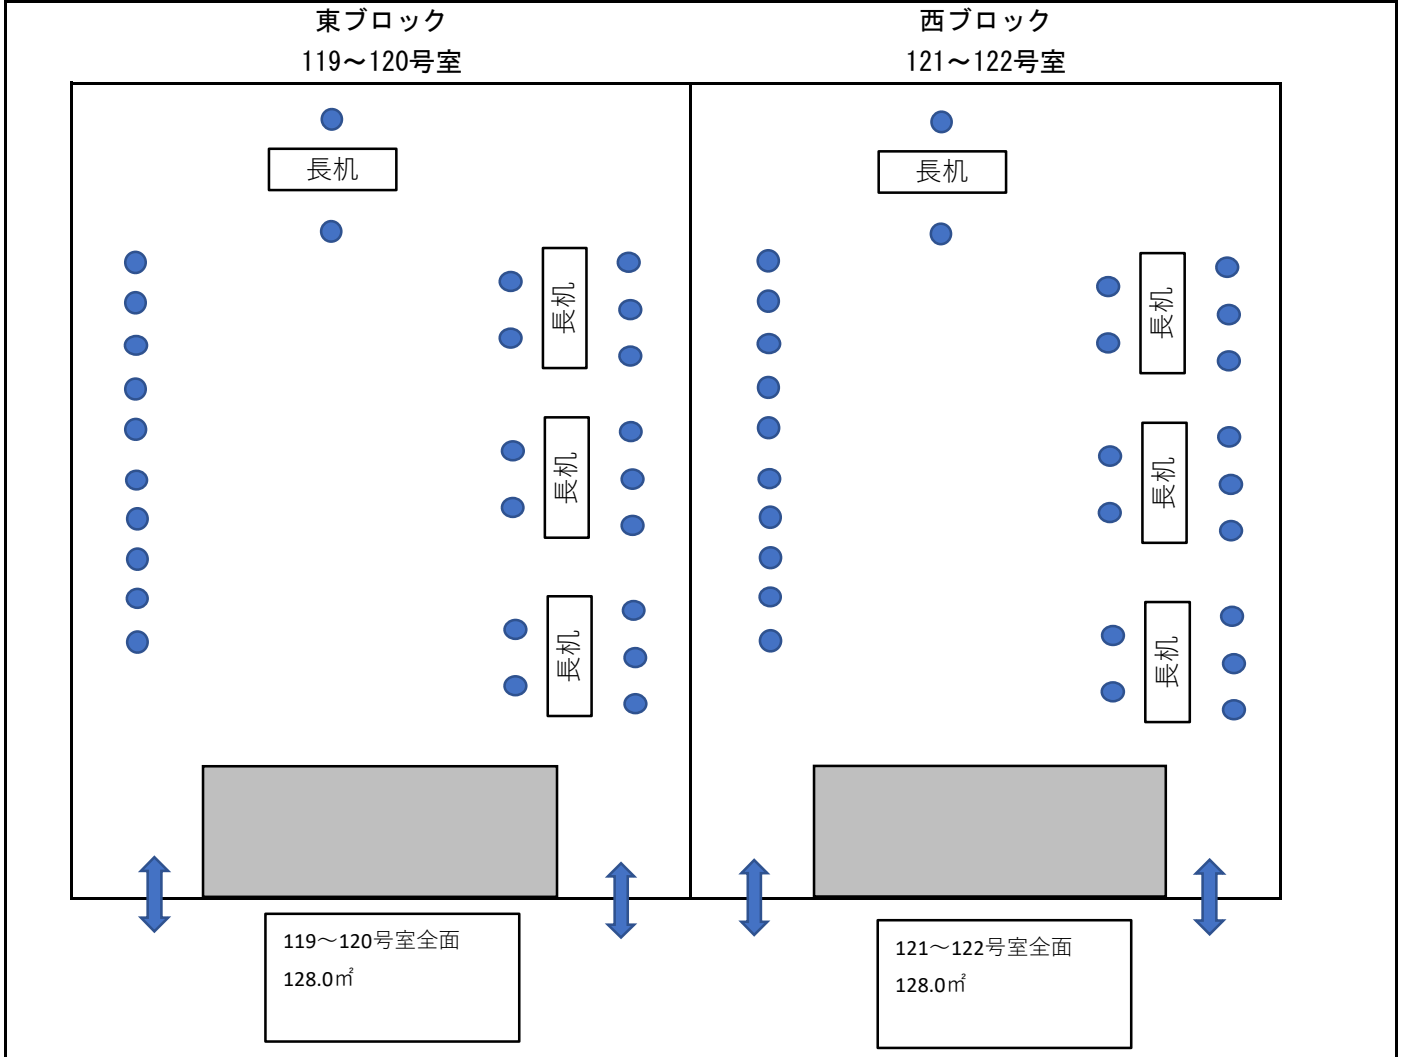 東ブロック
119～120号室
西ブロック
121～122号室
長机
長机
長机
長机
長机
長机
長机
長机
119～120号室全面
128.0㎡
121～122号室全面
128.0㎡